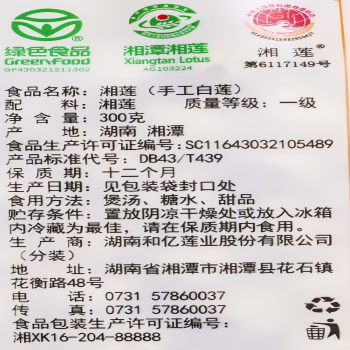 绿色食品
GreenFood
GF430321211302
湘潭湘莲
Xiangtan Lotus
AG103224
湘 莲 ®
第6117149号
食品名称：湘莲（手工白莲）
配 料：湘莲 质量等级：一级
净 含 量：300克
产 地：湖南 湘潭
食品生产许可证编号：SC11643032105489
产品标准代号：DB43/T439
保 质 期：十二个月
生产日期：见包装袋封口处
食用方法：煲汤、糖水、甜品
贮存条件：置放阴凉干燥处或放入冰箱
内冷藏为最佳，请在保质期内食用
生 产 商：湖南和亿莲业股份有限公司
（分装）
地 址：湖南省湘潭市湘潭县花石镇
花衡路48号
电 话：0731 57860037
传 真：0731 57860037
食品包装生产许可证编号：
湘XK16-204-88888